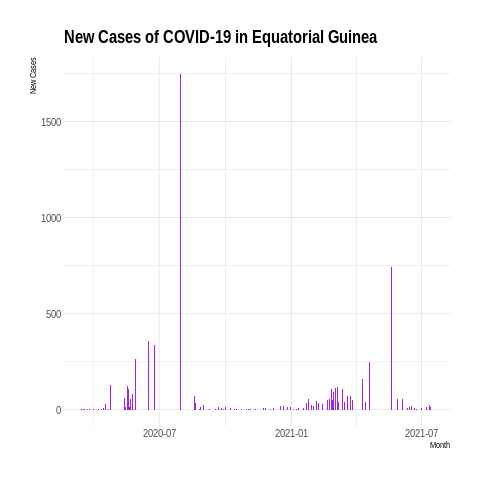 New Cases of COVID-19 in Equatorial Guinea
New Cases
1500
1000
500
0
2020-07
2021-01
2021-07
Month